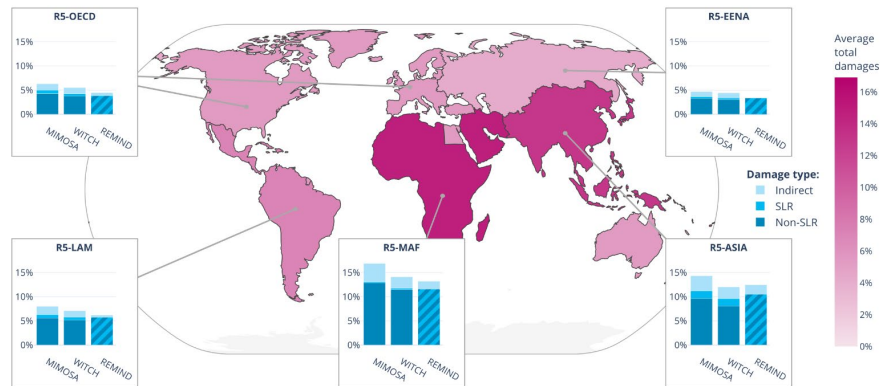 R5-OECD
15%
10%
5%
0%
MIMOSA
WITCH
REMIND
R5-EENA
15%
10%
5%
0%
MIMOSA
WITCH
REMIND
Average
total
damages
16%
14%
12%
10%
8%
6%
4%
2%
0%
Damage type:
Indirect
SLR
Non-SLR
R5-LAM
15%
10%
5%
0%
MIMOSA
WITCH
REMIND
R5-MAF
15%
10%
5%
0%
MIMOSA
WITCH
REMIND
R5-ASIA
15%
10%
5%
0%
MIMOSA
WITCH
REMIND